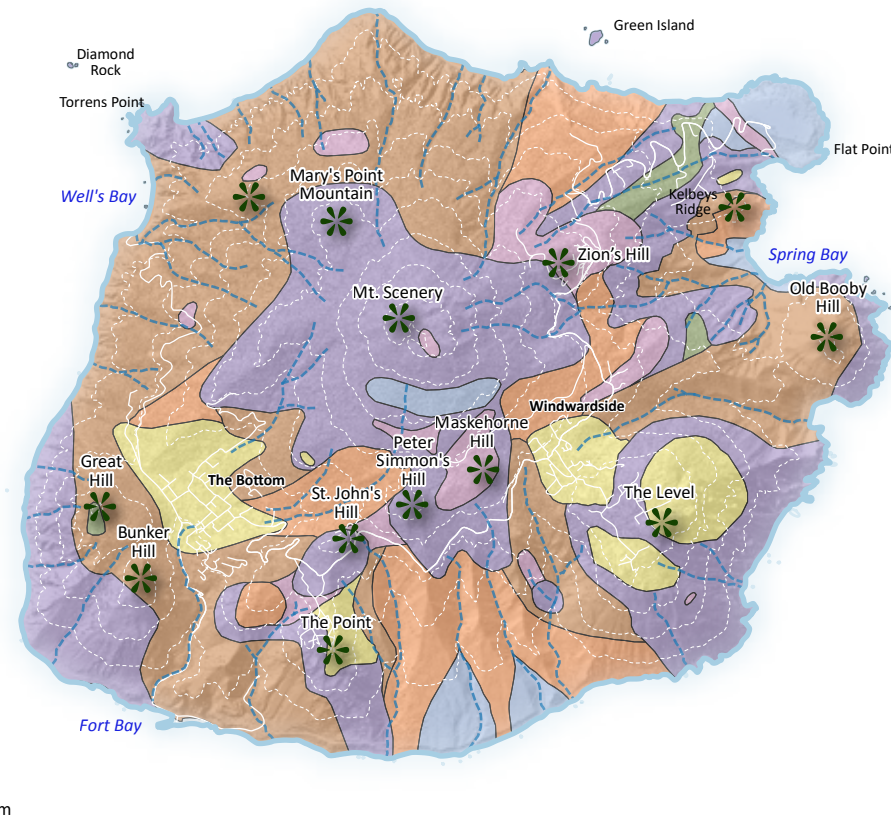 Green Island
Diamond
Rock
Torrens Point
Flat Point
Mary's Point
Mountain
Well's Bay
Kelbeys
Ridge
Zion's Hill
Spring Bay
Old Booby
Hill
Mt. Scenery
Windwardside
Maskehorne
Hill
Peter
Simmon's
Hill
Great
Hill
The Bottom
St. John's
Hill
The Level
Bunker
Hill
The Point
Fort Bay
m